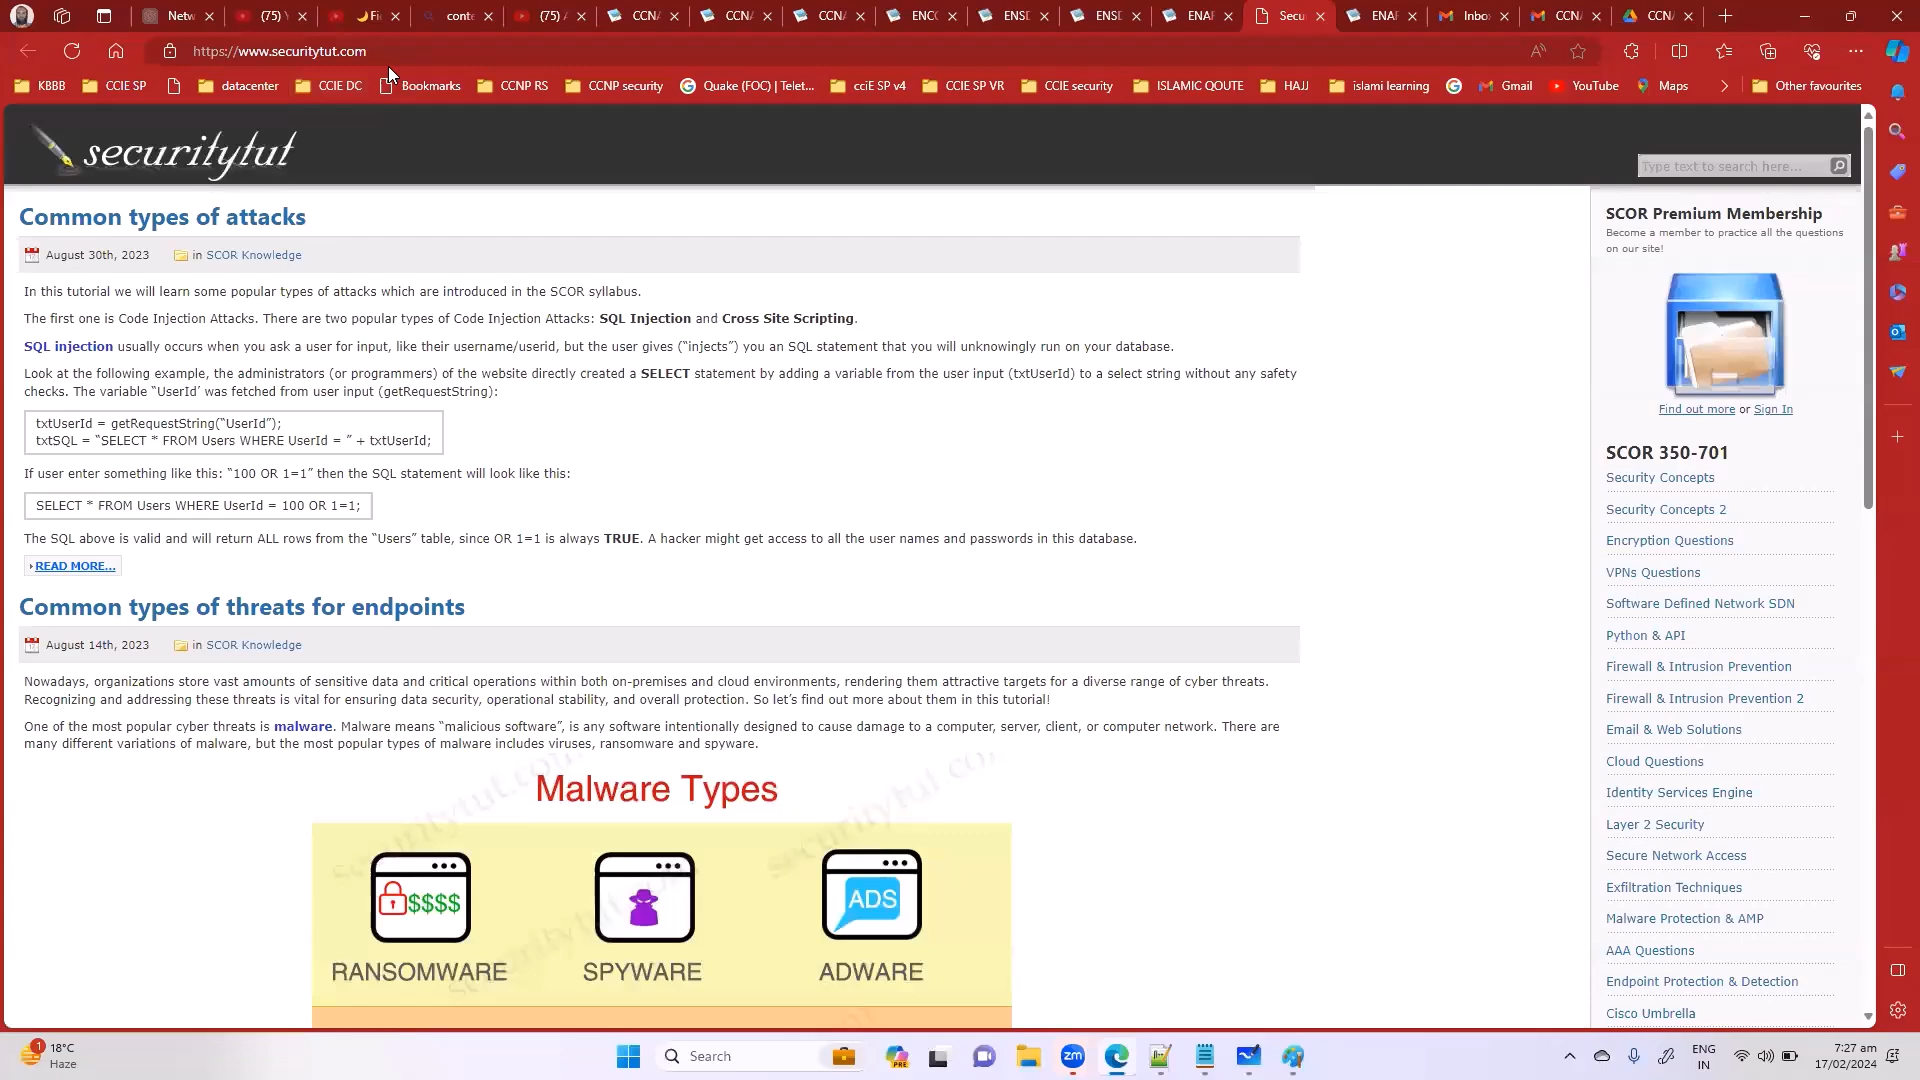 Netw
(75) Y
Fi
conte
(75) A
CCNA
CCNA
CCNA
ENCO
ENSD
ENSD
ENAR
Secu
ENAR
Inbox
CCNA
CCNA
https://www.securitytut.com
KBBB
CCIE SP
datacenter
CCIE DC
Bookmarks
CCNP RS
CCNP security
Quake (FOC) | Telet...
cciE SP v4
CCIE SP VR
CCIE security
ISLAMIC QOUTE
HAJJ
islami learning
Gmail
YouTube
Maps
Other favourites
securitytut
Type text to search here...
Common types of attacks
August 30th, 2023 in SCOR Knowledge
In this tutorial we will learn some popular types of attacks which are introduced in the SCOR syllabus.
The first one is Code Injection Attacks. There are two popular types of Code Injection Attacks: SQL Injection and Cross Site Scripting.
SQL injection usually occurs when you ask a user for input, like their username/userid, but the user gives (“injects”) you an SQL statement that you will unknowingly run on your database.
Look at the following example, the administrators (or programmers) of the website directly created a SELECT statement by adding a variable from the user input (txtUserId) to a select string without any safety
checks. The variable “UserId’ was fetched from user input (getRequestString):
txtUserId = getRequestString(“UserId”);
txtSQL = “SELECT * FROM Users WHERE UserId = ” + txtUserId;
If user enter something like this: “100 OR 1=1” then the SQL statement will look like this:
SELECT * FROM Users WHERE UserId = 100 OR 1=1;
The SQL above is valid and will return ALL rows from the “Users” table, since OR 1=1 is always TRUE. A hacker might get access to all the user names and passwords in this database.
READ MORE...
Common types of threats for endpoints
August 14th, 2023 in SCOR Knowledge
Nowadays, organizations store vast amounts of sensitive data and critical operations within both on-premises and cloud environments, rendering them attractive targets for a diverse range of cyber threats.
Recognizing and addressing these threats is vital for ensuring data security, operational stability, and overall protection. So let’s find out more about them in this tutorial!
One of the most popular cyber threats is malware. Malware means “malicious software”, is any software intentionally designed to cause damage to a computer, server, client, or computer network. There are
many different variations of malware, but the most popular types of malware includes viruses, ransomware and spyware.
Malware Types
$$$$
ADS
RANSOMWARE
SPYWARE
ADWARE
SCOR Premium Membership
Become a member to practice all the questions
on our site!
Find out more or Sign In
SCOR 350-701
Security Concepts
Security Concepts 2
Encryption Questions
VPNs Questions
Software Defined Network SDN
Python & API
Firewall & Intrusion Prevention
Firewall & Intrusion Prevention 2
Email & Web Solutions
Cloud Questions
Identity Services Engine
Layer 2 Security
Secure Network Access
Exfiltration Techniques
Malware Protection & AMP
AAA Questions
Endpoint Protection & Detection
Cisco Umbrella
1
18°C
Haze
Search
PRE
zm
ENG
IN
7:27 am
17/02/2024